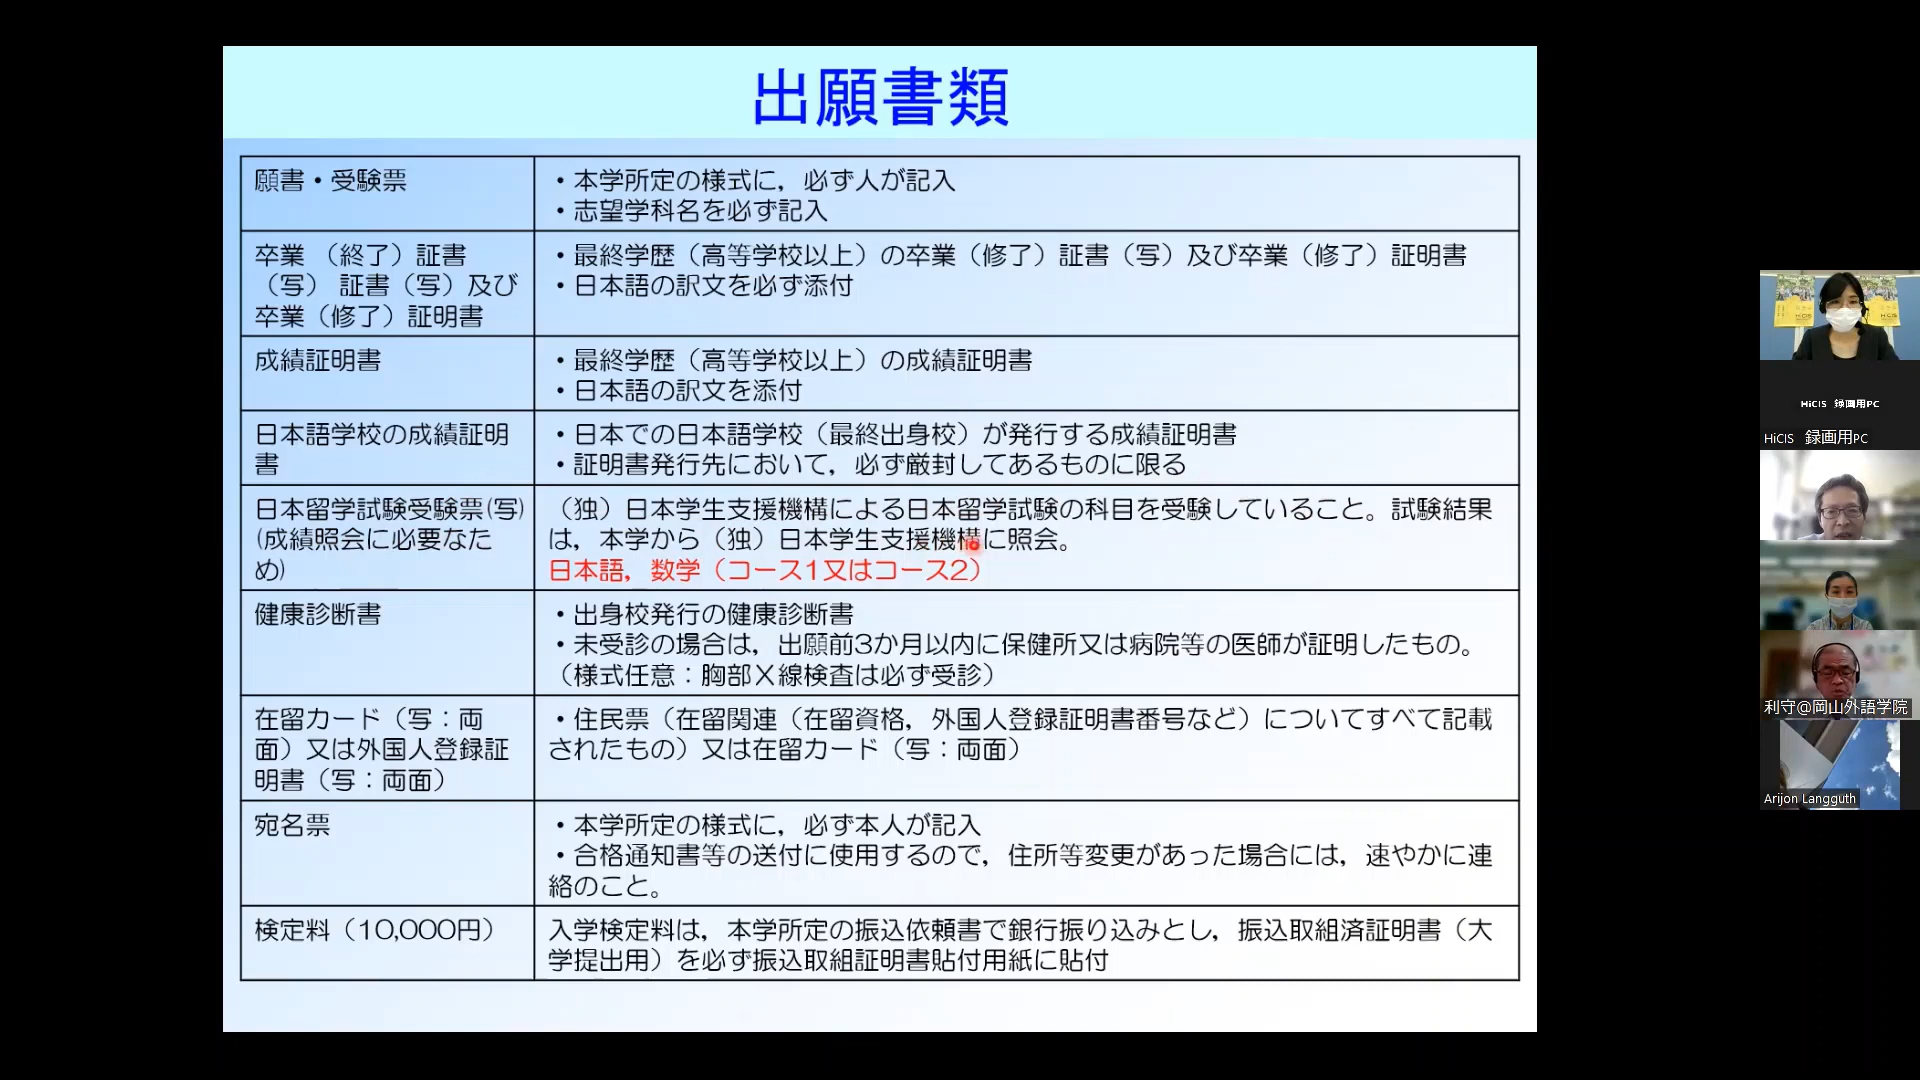 出願書類
願書・受験票
・本学所定の様式に，必ず人が記入
・志望学科名を必ず記入
卒業 （終了）証書
（写） 証書（写）及び
卒業（修了）証明書
・最終学歴（高等学校以上）の卒業（修了）証書（写）及び卒業（修了）証明書
・日本語の訳文を必ず添付
成績証明書
・最終学歴（高等学校以上）の成績証明書
・日本語の訳文を添付
日本語学校の成績証明
書
・日本での日本語学校（最終出身校）が発行する成績証明書
・証明書発行先において，必ず厳封してあるものに限る
日本留学試験受験票(写)
(成績照会に必要なた
め)
（独）日本学生支援機構による日本留学試験の科目を受験していること。試験結果
は，本学から（独）日本学生支援機構に照会。
日本語，数学（コース1又はコース2）
健康診断書
・出身校発行の健康診断書
・未受診の場合は，出願前3か月以内に保健所又は病院等の医師が証明したもの。
（様式任意：胸部X線検査は必ず受診）
在留カード（写：両
面）又は外国人登録証
明書（写：両面）
・住民票（在留関連（在留資格，外国人登録証明書番号など）についてすべて記載
されたもの）又は在留カード（写：両面）
宛名票
・本学所定の様式に，必ず本人が記入
・合格通知書等の送付に使用するので，住所等変更があった場合には，速やかに連
絡のこと。
検定料（10,000円）
入学検定料は，本学所定の振込依頼書で銀行振り込みとし，振込取組済証明書（大
学提出用）を必ず振込取組証明書貼付用紙に貼付
HiCIS 録画用PC
HiCIS 録画用PC
利守@岡山外語学院
Arijon Langguth